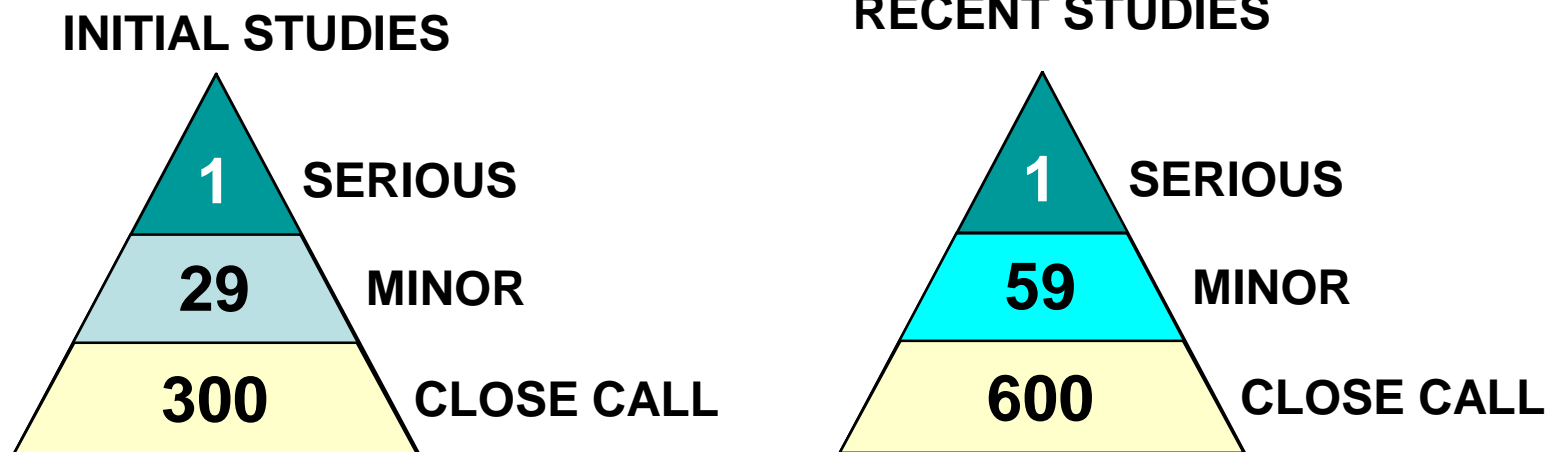 INITIAL STUDIES
1 SERIOUS
29 MINOR
300 CLOSE CALL
RECENT STUDIES
1 SERIOUS
59 MINOR
600 CLOSE CALL